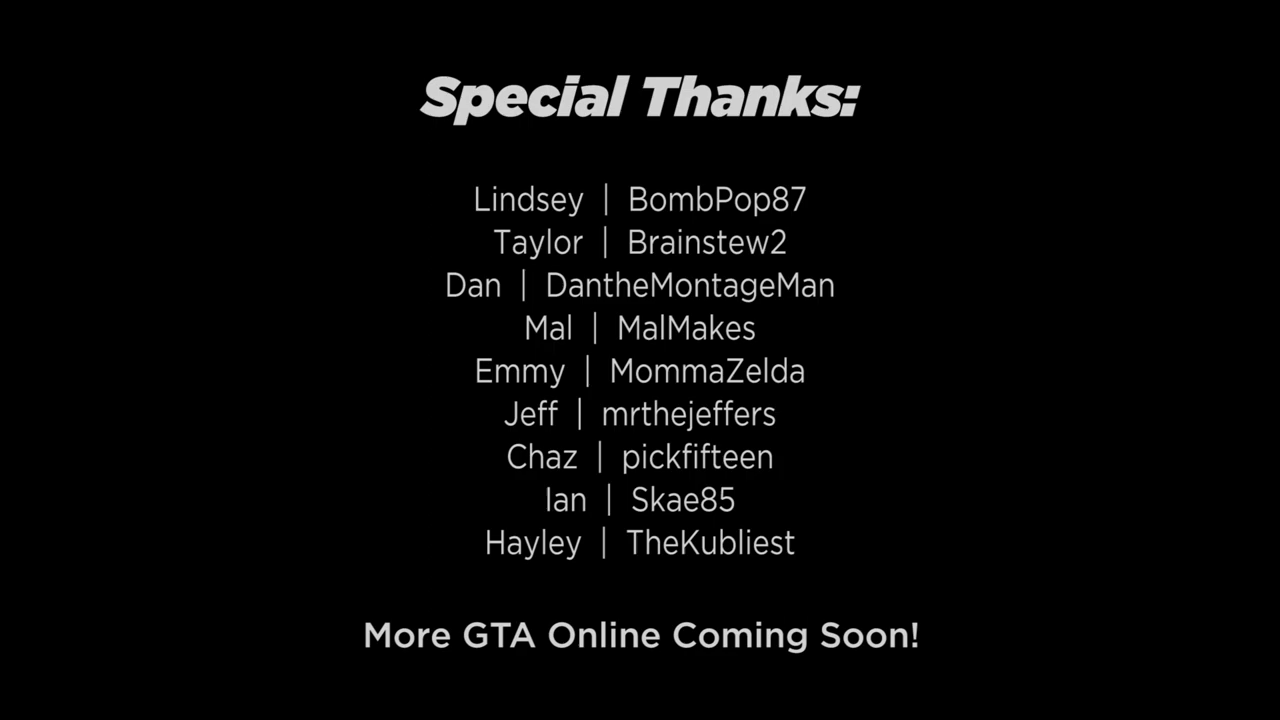 Special Thanks:
Lindsey | BombPop87
Taylor | Brainstew2
Dan | DantheMontageMan
Mal | MalMakes
Emmy | MommaZelda
Jeff | mrthejeffers
Chaz | pickfifteen
Ian | Skae85
Hayley | TheKubliest
More GTA Online Coming Soon!